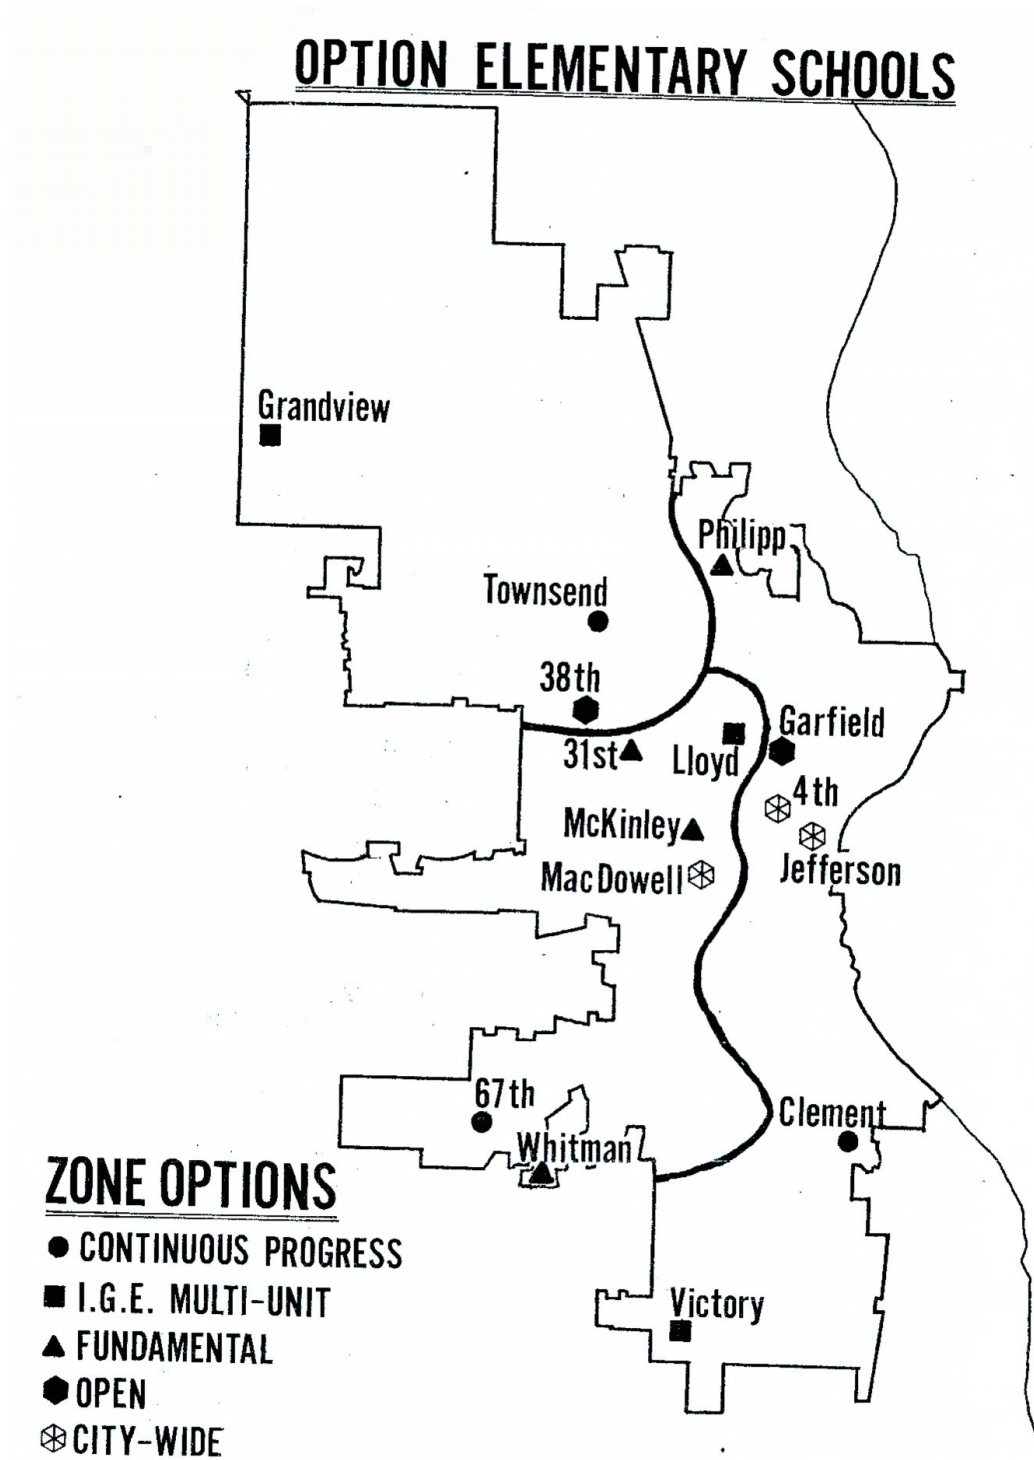 OPTION ELEMENTARY SCHOOLS
Grandview
Philipp
Townsend
38th
Garfield
31st
Lloyd
4th
McKinley
Jefferson
MacDowell
67th
Clement
Whitman
ZONE OPTIONS
CONTINUOUS PROGRESS
I.G.E. MULTI-UNIT
Victory
FUNDAMENTAL
OPEN
CITY-WIDE